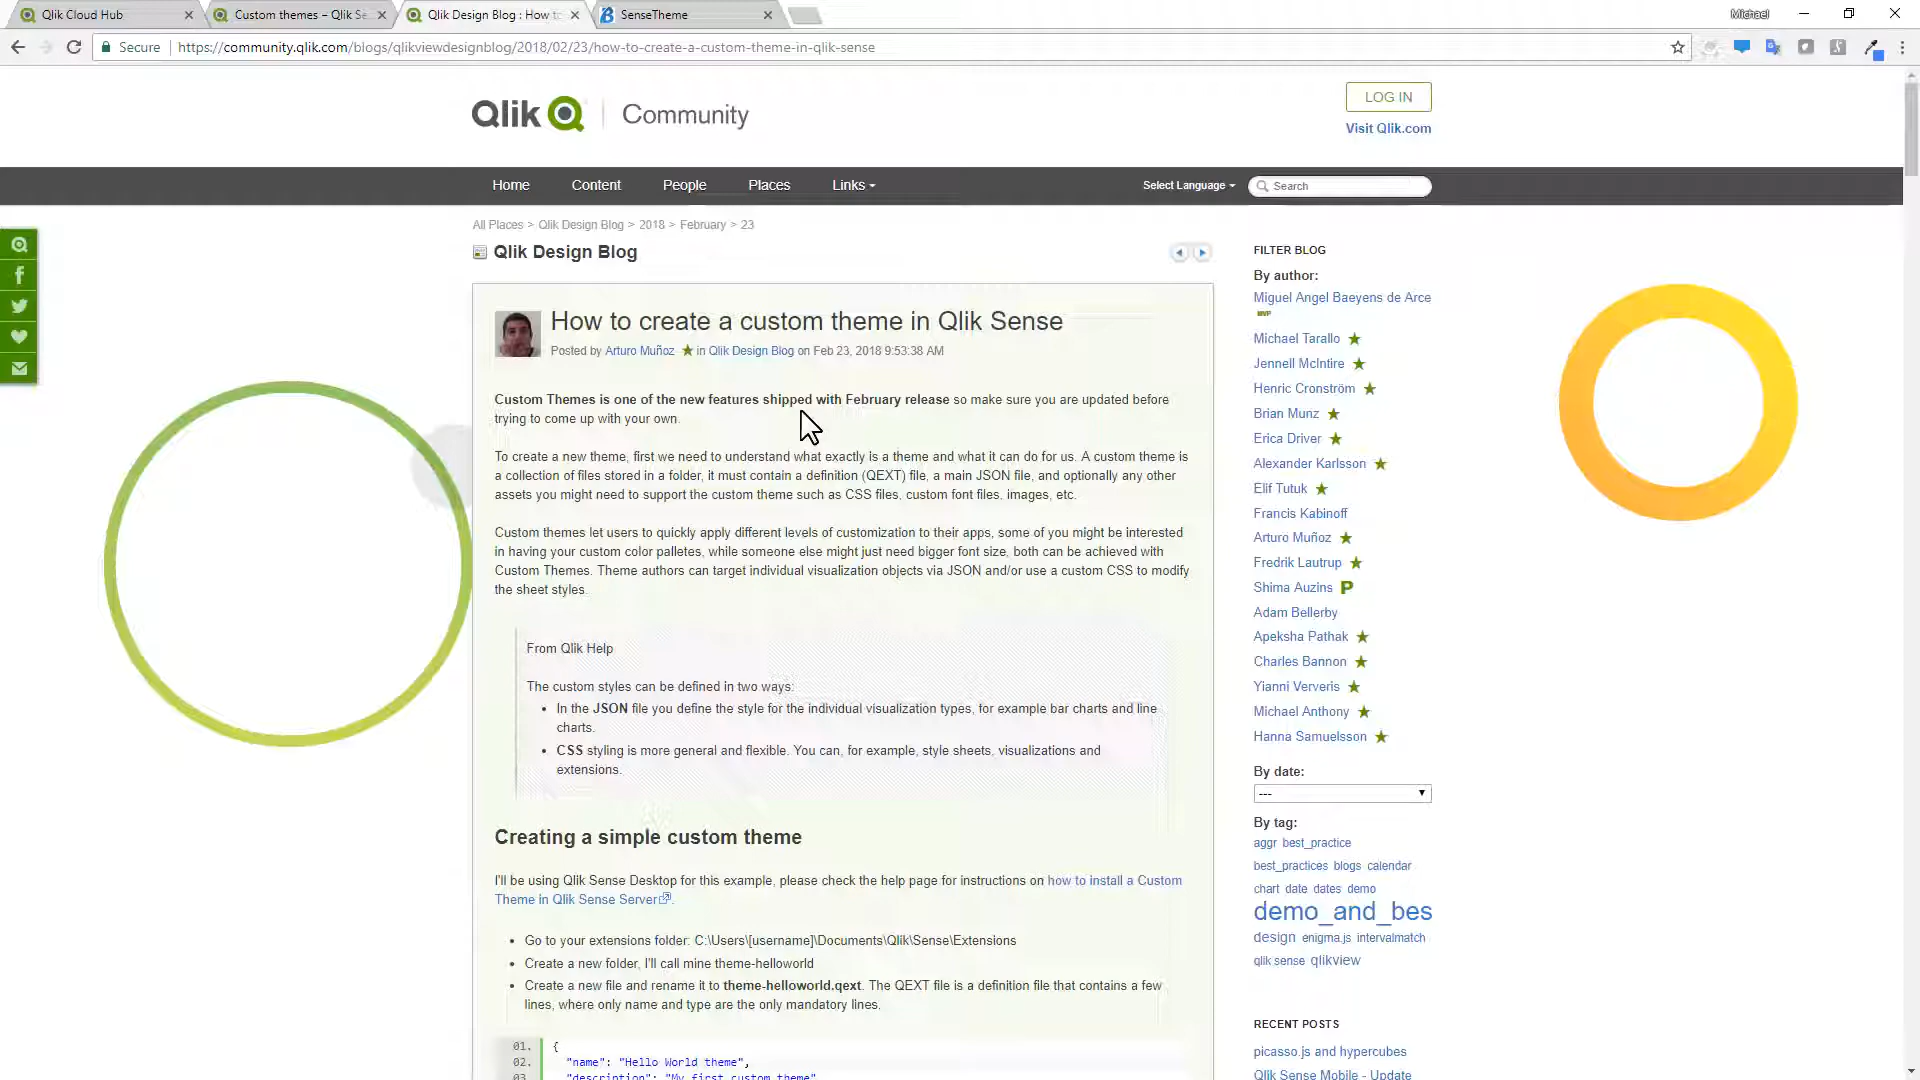 Qlik Cloud Hub
Custom themes – Qlik Se
Qlik Design Blog : How to
SenseTheme
Michael
Secure
https://community.qlik.com/blogs/qlikviewdesignblog/2018/02/23/how-to-create-a-custom-theme-in-qlik-sense
Qlik
Community
LOG IN
Visit Qlik.com
Home
Content
People
Places
Links
Select Language
Search
All Places > Qlik Design Blog > 2018 > February > 23
Qlik Design Blog
How to create a custom theme in Qlik Sense
Posted by Arturo Muñoz in Qlik Design Blog on Feb 23, 2018 9:53:38 AM
Custom Themes is one of the new features shipped with February release so make sure you are updated before
trying to come up with your own.
To create a new theme, first we need to understand what exactly is a theme and what it can do for us. A custom theme is
a collection of files stored in a folder, it must contain a definition (QEXT) file, a main JSON file, and optionally any other
assets you might need to support the custom theme such as CSS files, custom font files, images, etc.
Custom themes let users to quickly apply different levels of customization to their apps, some of you might be interested
in having your custom color palletes, while someone else might just need bigger font size, both can be achieved with
Custom Themes. Theme authors can target individual visualization objects via JSON and/or use a custom CSS to modify
the sheet styles.
From Qlik Help
The custom styles can be defined in two ways:
• In the JSON file you define the style for the individual visualization types, for example bar charts and line
charts.
• CSS styling is more general and flexible. You can, for example, style sheets, visualizations and
extensions.
Creating a simple custom theme
I'll be using Qlik Sense Desktop for this example, please check the help page for instructions on how to install a Custom
Theme in Qlik Sense Server.
• Go to your extensions folder: C:\Users\[username]\Documents\Qlik\Sense\Extensions
• Create a new folder, I'll call mine theme-helloworld
• Create a new file and rename it to theme-helloworld.qext. The QEXT file is a definition file that contains a few
lines, where only name and type are the only mandatory lines.
01. {
02. "name": "Hello World theme",
03. "description": "My first custom theme"
FILTER BLOG
By author:
Miguel Angel Baeyens de Arce
MVP
Michael Tarallo
Jennell McIntire
Henric Cronström
Brian Munz
Erica Driver
Alexander Karlsson
Elif Tutuk
Francis Kabinoff
Arturo Muñoz
Fredrik Lautrup
Shima Auzins P
Adam Bellerby
Apeksha Pathak
Charles Bannon
Yianni Ververis
Michael Anthony
Hanna Samuelsson
By date:
---
By tag:
aggr best_practice
best_practices blogs calendar
chart date dates demo
demo_and_bes
design enigma.js intervalmatch
qlik sense qlikview
RECENT POSTS
picasso.js and hypercubes
Qlik Sense Mobile - Update